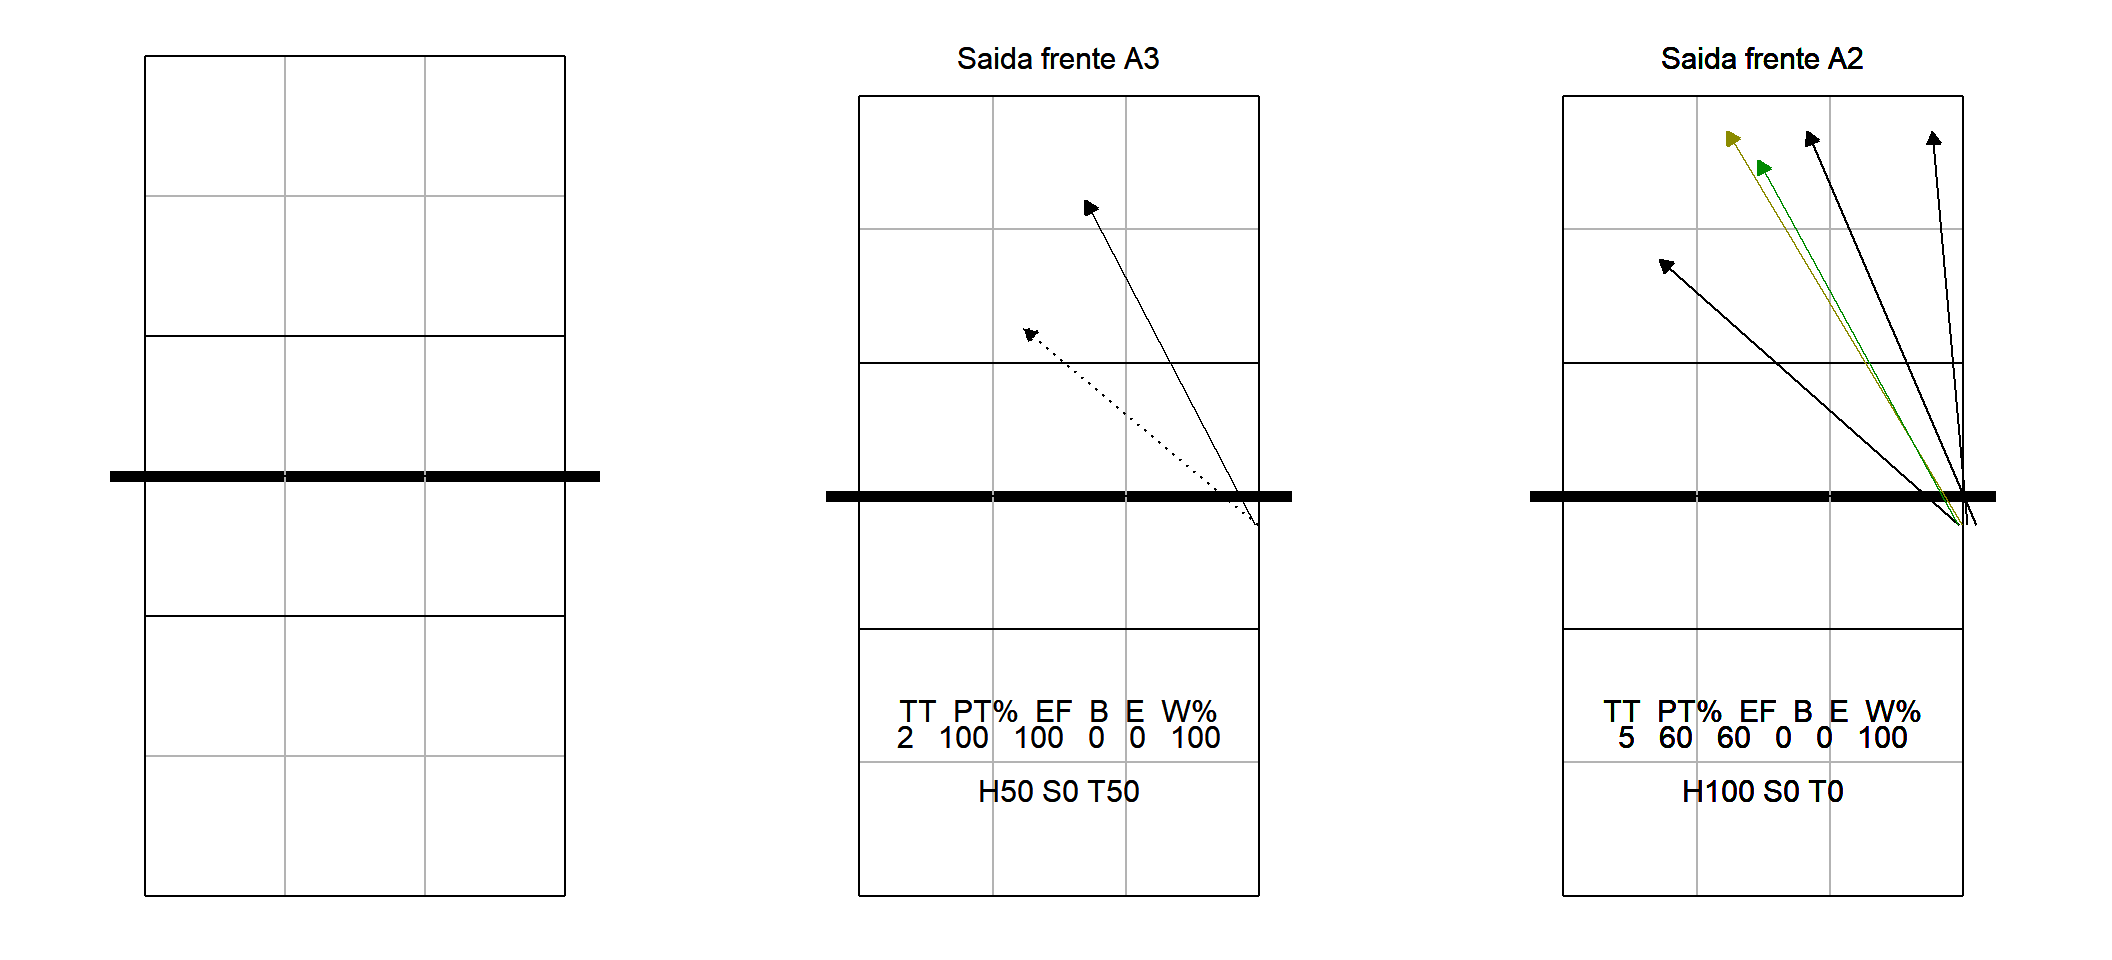 Saida frente A3
TT PT% EF B E W%
2 100 100 0 0 100
H50 S0 T50
Saida frente A2
TT PT% EF B E W%
5 60 60 0 0 100
H100 S0 T0